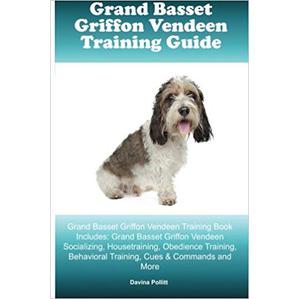 Grand Basset
Griffon Vendeen
Training Guide
Grand Basset Griffon Vendeen Training Book
Includes: Grand Basset Griffon Vendeen
Socializing, Housetraining, Obedience Training,
Behavioral Training, Cues & Commands and
More
Davina Pollitt